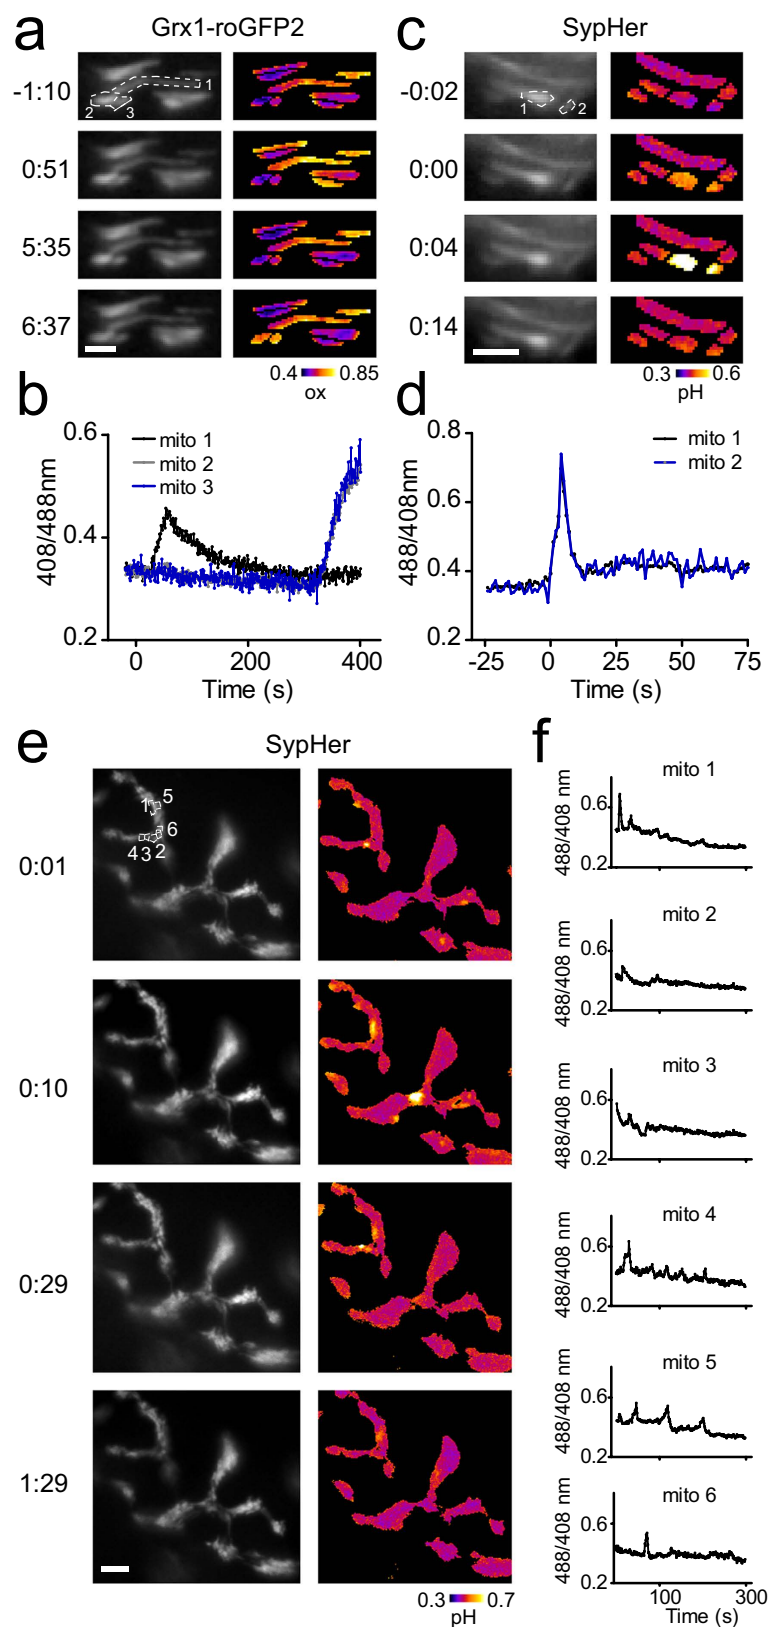 a
Grx1-roGFP2
-1:10
1
2
3
0:51
5:35
6:37
0.4
0.85
ox
c
SypHer
-0:02
1
2
0:00
0:04
0:14
0.3
0.6
pH
b
0.6
0.4
0.2
408/488nm
mito 1
mito 2
mito 3
0
200
400
Time (s)
d
0.8
0.6
0.4
0.2
488/408nm
mito 1
mito 2
-25
0
25
50
75
Time (s)
e
SypHer
0:01
1
5
6
4
3
2
0:10
0:29
1:29
0.3
0.7
pH
f
mito 1
488/408 nm
0.6
0.2
mito 2
488/408 nm
0.6
0.2
mito 3
488/408 nm
0.6
0.2
mito 4
488/408 nm
0.6
0.2
mito 5
488/408 nm
0.6
0.2
mito 6
488/408 nm
0.6
0.2
100
300
Time (s)